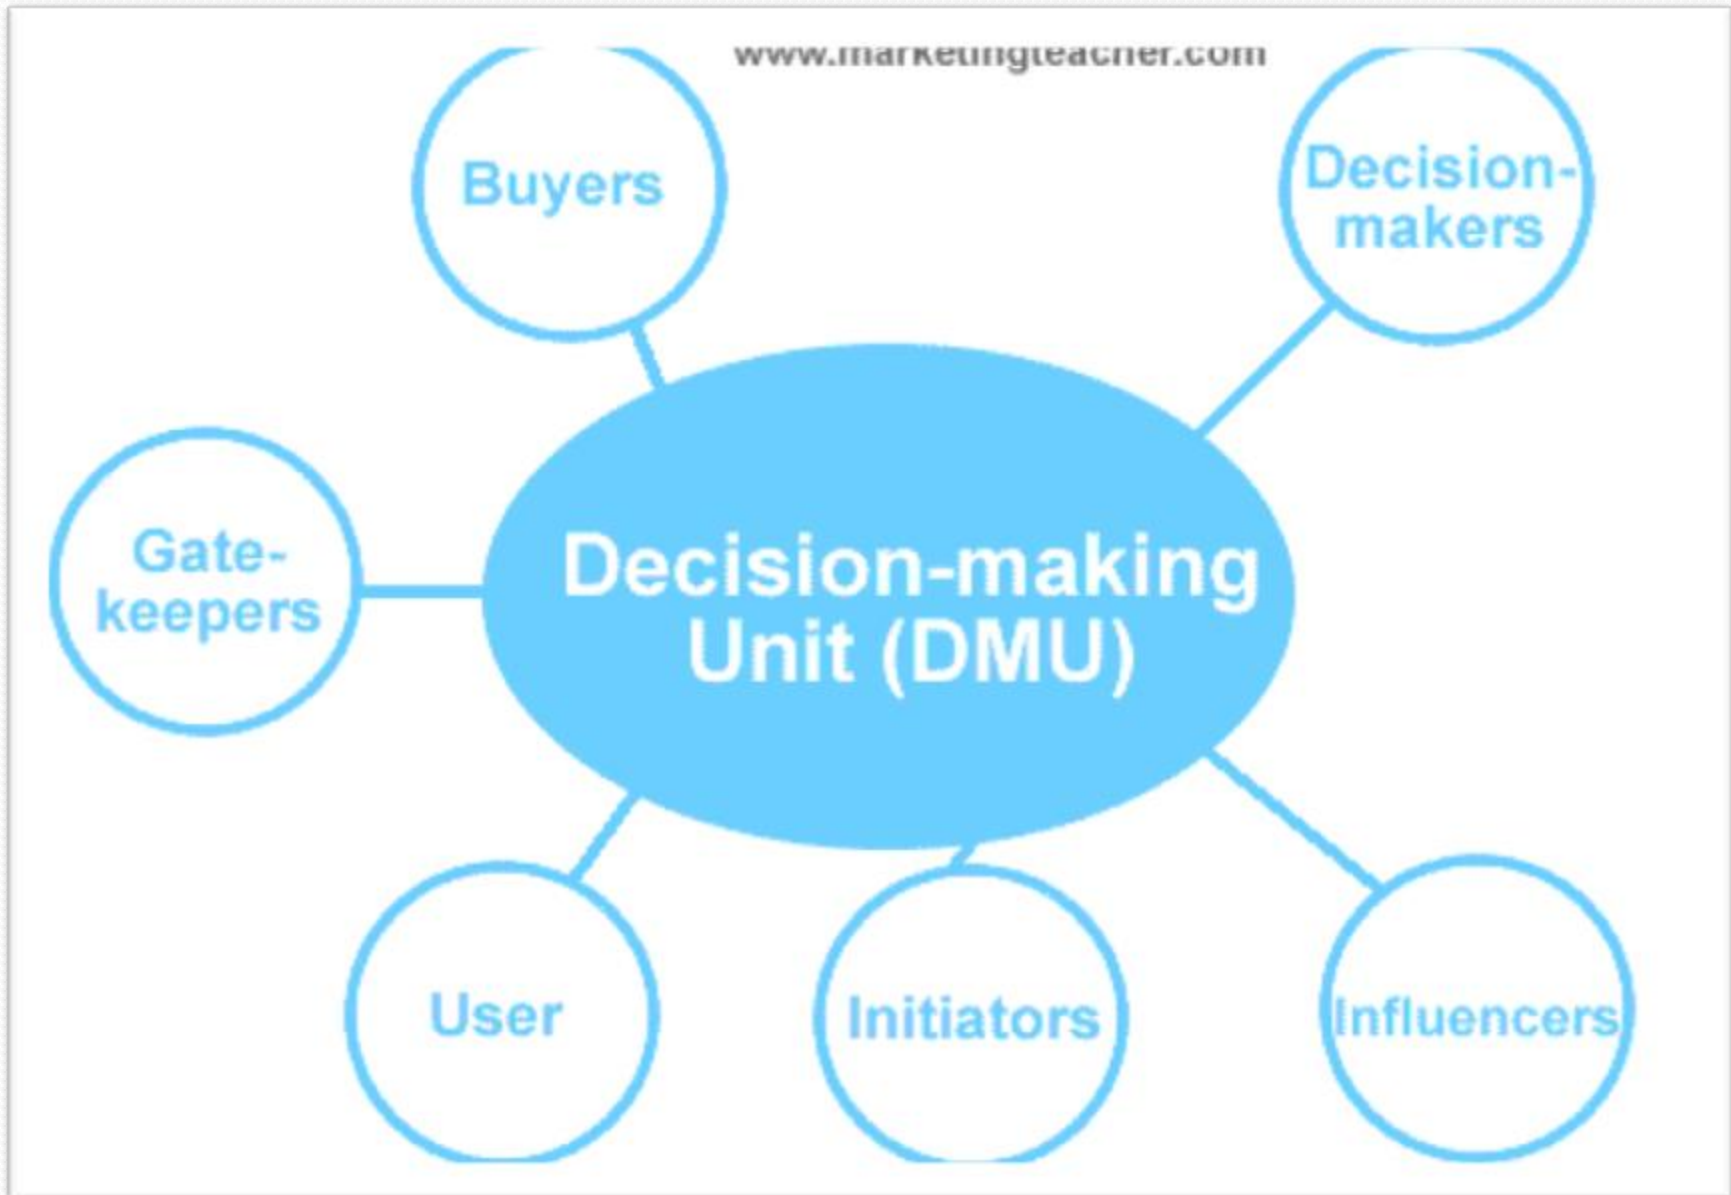 www.marketingteacher.com
Buyers
Decision-
makers
Gate-
keepers
Decision-making
Unit (DMU)
User
Initiators
Influencers